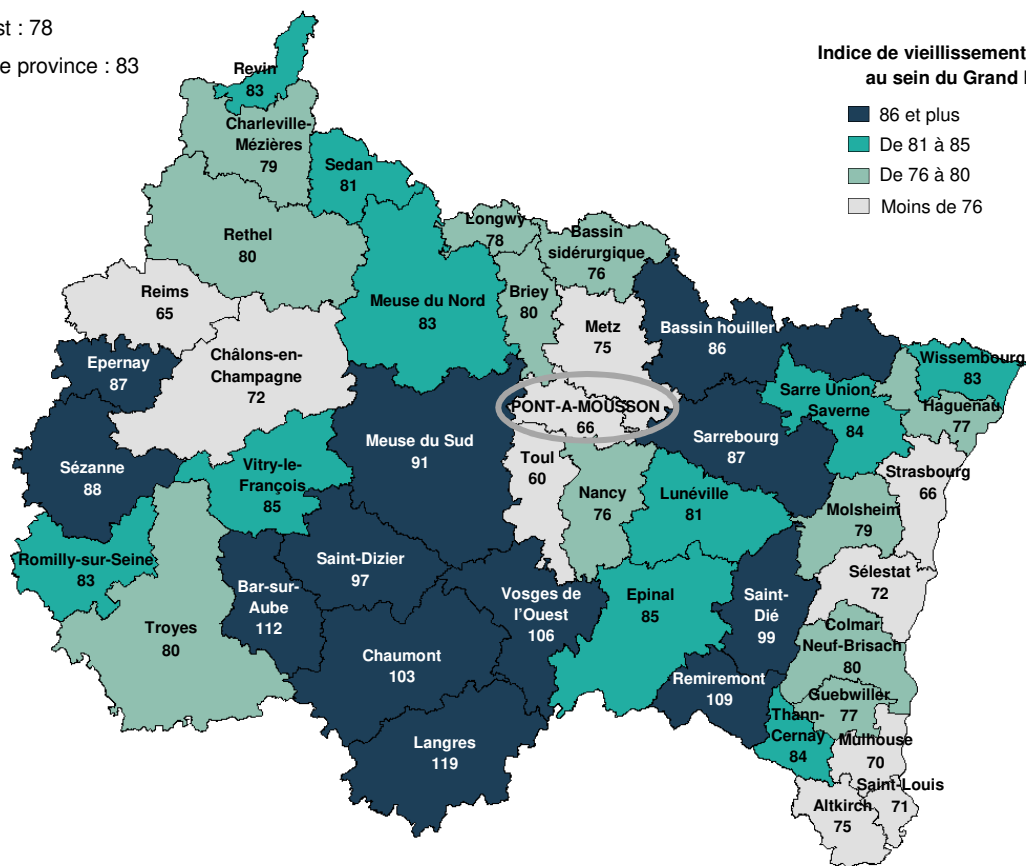 st : 78
e province : 83
Indice de vieillissement
au sein du Grand
86 et plus
De 81 à 85
De 76 à 80
Moins de 76
Revin
83
Charleville-
Mézières
79
Sedan
81
Rethel
80
Longwy
78
Bassin
sidérurgique
76
Reims
65
Meuse du Nord
83
Briey
80
Metz
75
Bassin houiller
86
Epernay
87
Châlons-en-
Champagne
72
Wissembourg
83
Sarre Union
Saverne
84
Haguenau
77
PONT-A-MOUSSON
66
Meuse du Sud
91
Sarrebourg
87
Sézanne
88
Vitry-le-
François
85
Toul
60
Nancy
76
Lunéville
81
Strasbourg
66
Molsheim
79
Romilly-sur-Seine
83
Saint-Dizier
97
Bar-sur-
Aube
112
Vosges de
l'Ouest
106
Epinal
85
Saint-
Dié
99
Sélestat
72
Troyes
80
Chaumont
103
Colmar
Neuf-Brisach
80
Remiremont
109
Guebwiller
77
Thann-
Cernay
84
Mulhouse
70
Langres
119
Saint-Louis
71
Altkirch
75